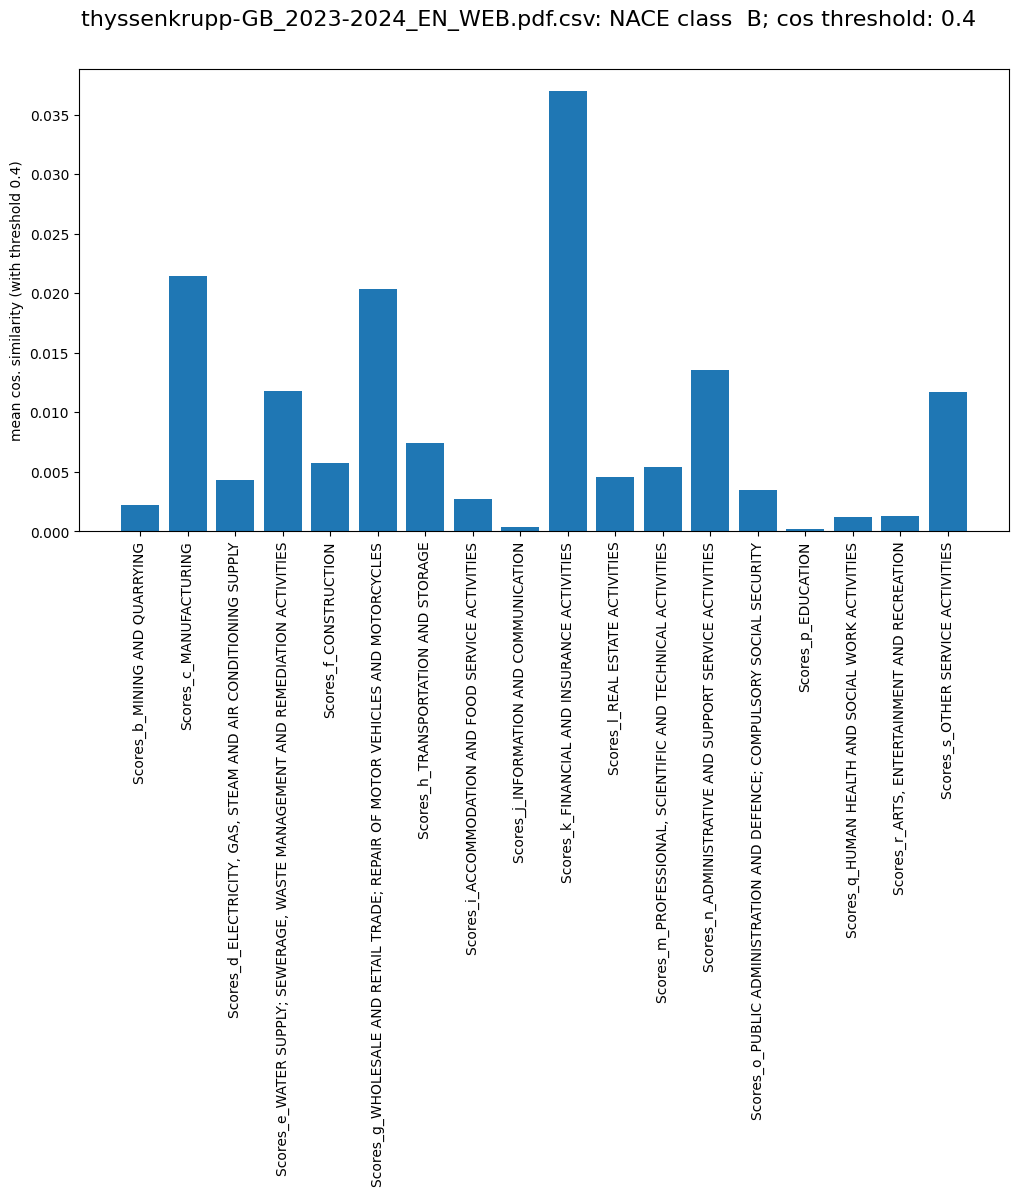 thyssenkrupp-GB_2023-2024_EN_WEB.pdf.csv: NACE class  B; cos threshold: 0.4
mean cos. similarity (with threshold 0.4)
0.035
0.030
0.025
0.020
0.015
0.010
0.005
0.000
Scores_b_MINING AND QUARRYING
Scores_c_MANUFACTURING
Scores_d_ELECTRICITY, GAS, STEAM AND AIR CONDITIONING SUPPLY
Scores_e_WATER SUPPLY; SEWERAGE, WASTE MANAGEMENT AND REMEDIATION ACTIVITIES
Scores_f_CONSTRUCTION
Scores_g_WHOLESALE AND RETAIL TRADE; REPAIR OF MOTOR VEHICLES AND MOTORCYCLES
Scores_h_TRANSPORTATION AND STORAGE
Scores_i_ACCOMMODATION AND FOOD SERVICE ACTIVITIES
Scores_j_INFORMATION AND COMMUNICATION
Scores_k_FINANCIAL AND INSURANCE ACTIVITIES
Scores_l_REAL ESTATE ACTIVITIES
Scores_m_PROFESSIONAL, SCIENTIFIC AND TECHNICAL ACTIVITIES
Scores_n_ADMINISTRATIVE AND SUPPORT SERVICE ACTIVITIES
Scores_o_PUBLIC ADMINISTRATION AND DEFENCE; COMPULSORY SOCIAL SECURITY
Scores_p_EDUCATION
Scores_q_HUMAN HEALTH AND SOCIAL WORK ACTIVITIES
Scores_r_ARTS, ENTERTAINMENT AND RECREATION
Scores_s_OTHER SERVICE ACTIVITIES